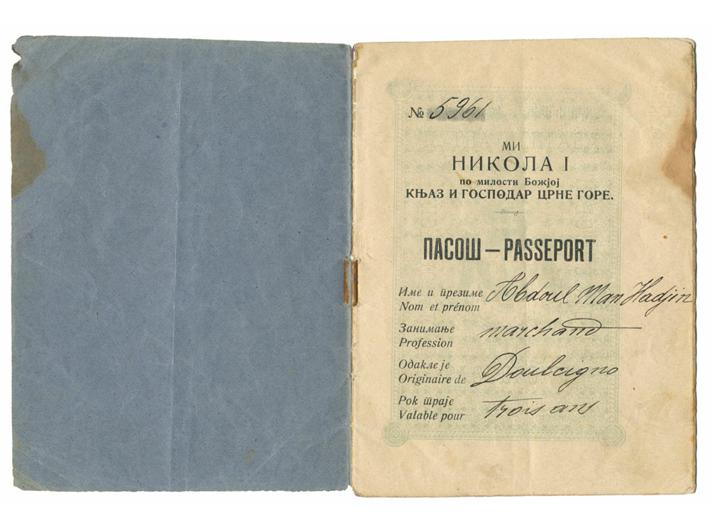 № 5961
МИ
НИКОЛА I
по милости Божјој
КЊАЗ И ГОСПОДАР ЦРНЕ ГОРЕ.
ПАСОШ — PASSEPORT
Име и презиме Abdoul Man Hadjin
Nom et prénom
Занимање marchand
Profession
Одакле је Doulcigno
Originaire de
Рок траје trois ans
Valable pour